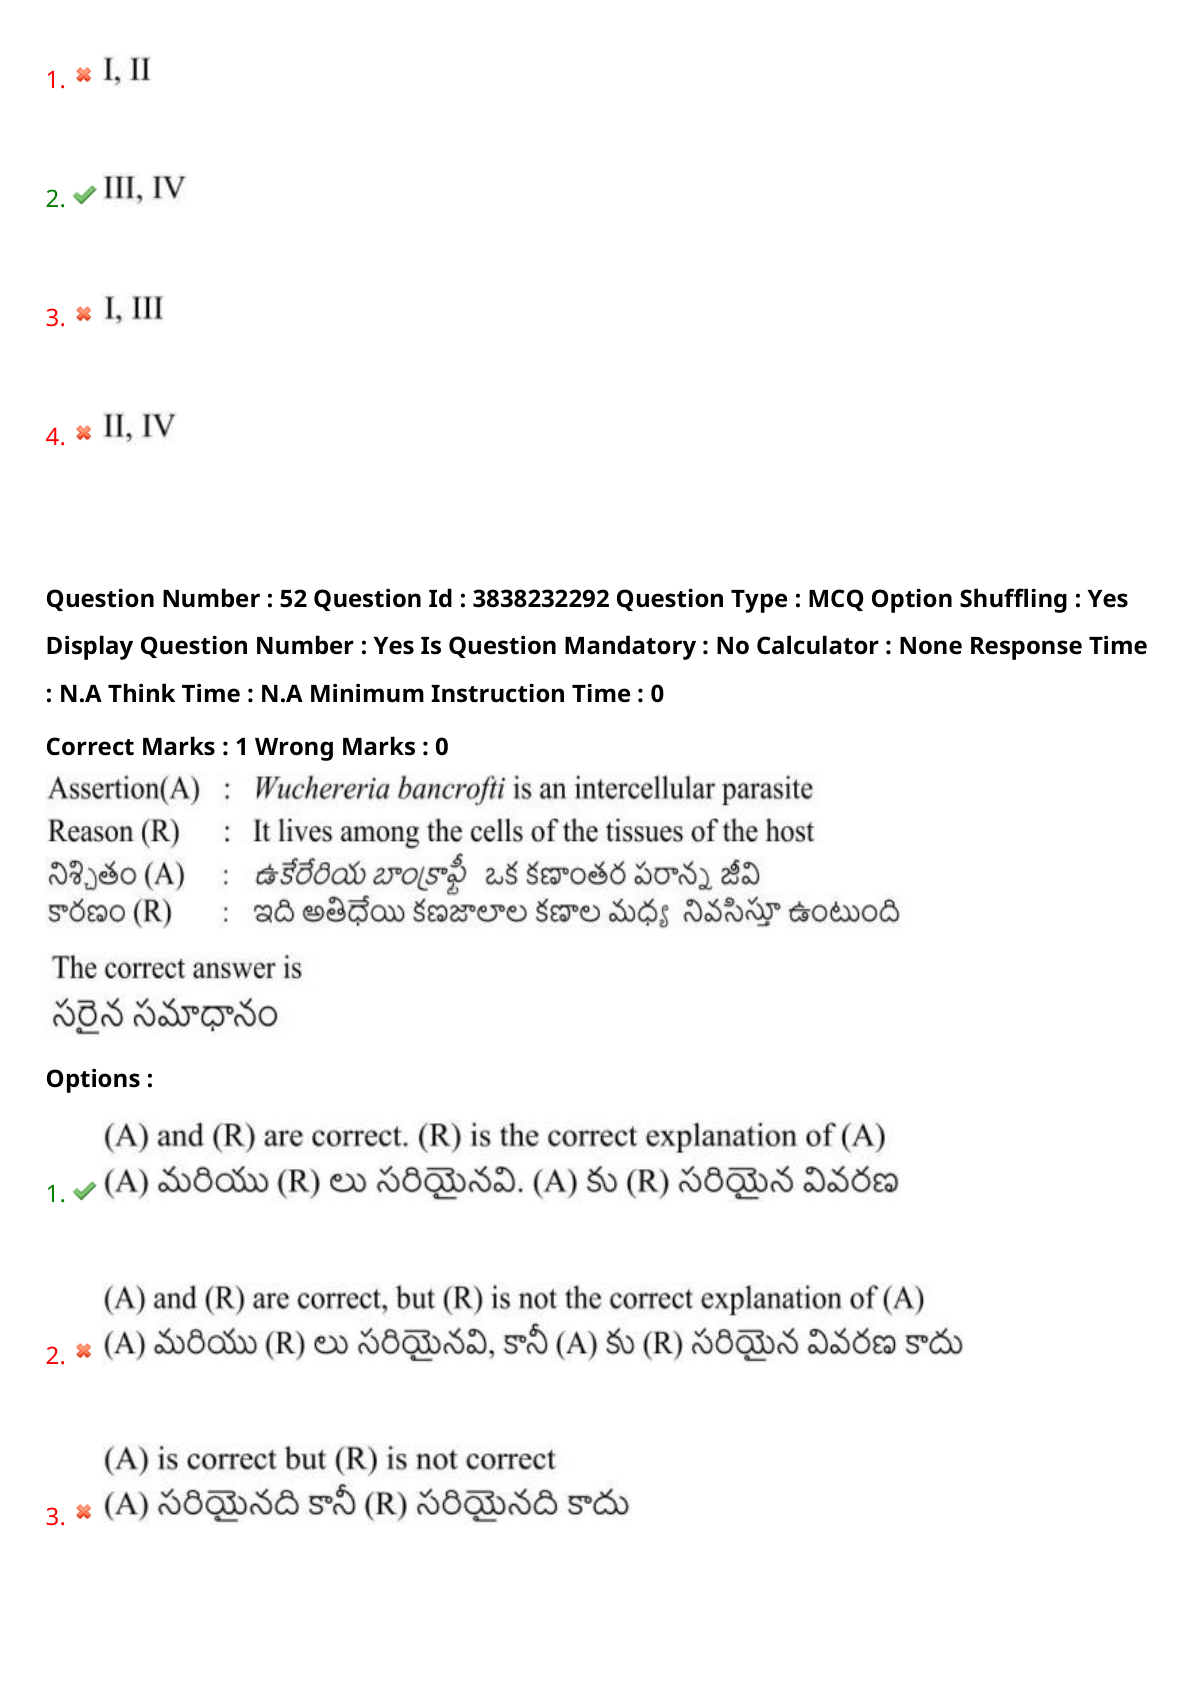 1. I, II
2. III, IV
3. I, III
4. II, IV
Question Number : 52 Question Id : 3838232292 Question Type : MCQ Option Shuffling : Yes
Display Question Number : Yes Is Question Mandatory : No Calculator : None Response Time
: N.A Think Time : N.A Minimum Instruction Time : 0
Correct Marks : 1 Wrong Marks : 0
Assertion(A) : Wuchereria bancrofti is an intercellular parasite
Reason (R) : It lives among the cells of the tissues of the host
నిశ్చితం (A) : ఉకేరేరియ బాంక్రాఫ్టీ ఒక కణాంతర పరాన్న జీవి
కారణం (R) : ఇది అతిధేయి కణజాలాల కణాల మధ్య నివసిస్తూ ఉంటుంది
The correct answer is
సరైన సమాధానం
Options :
(A) and (R) are correct. (R) is the correct explanation of (A)
1. (A) మరియు (R) లు సరియైనవి. (A) కు (R) సరియైన వివరణ
(A) and (R) are correct, but (R) is not the correct explanation of (A)
2. (A) మరియు (R) లు సరియైనవి, కానీ (A) కు (R) సరియైన వివరణ కాదు
(A) is correct but (R) is not correct
3. (A) సరియైనది కానీ (R) సరియైనది కాదు